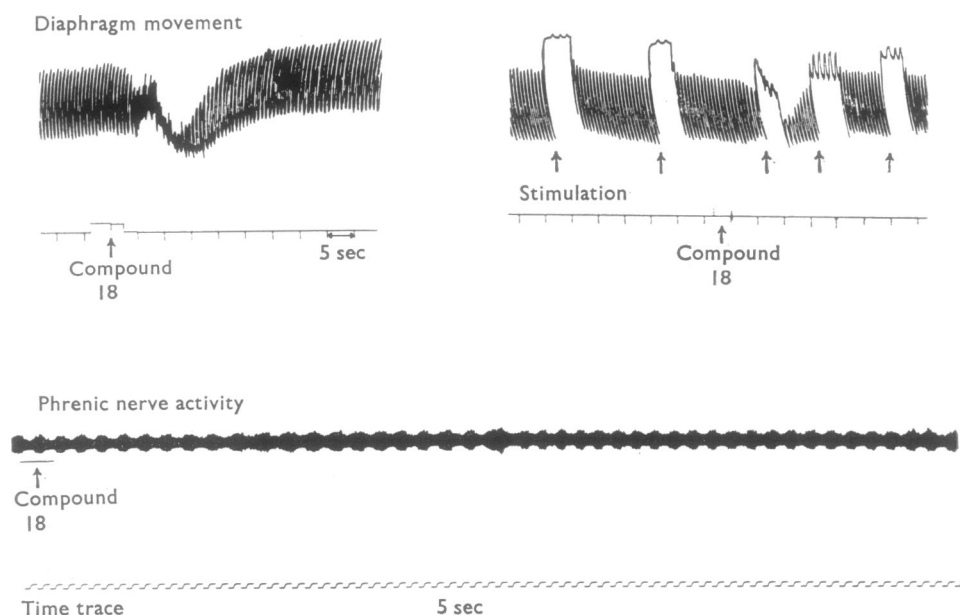 Diaphragm movement
Stimulation
5 sec
Compound
18
Compound
18
Phrenic nerve activity
Compound
18
Time trace
5 sec